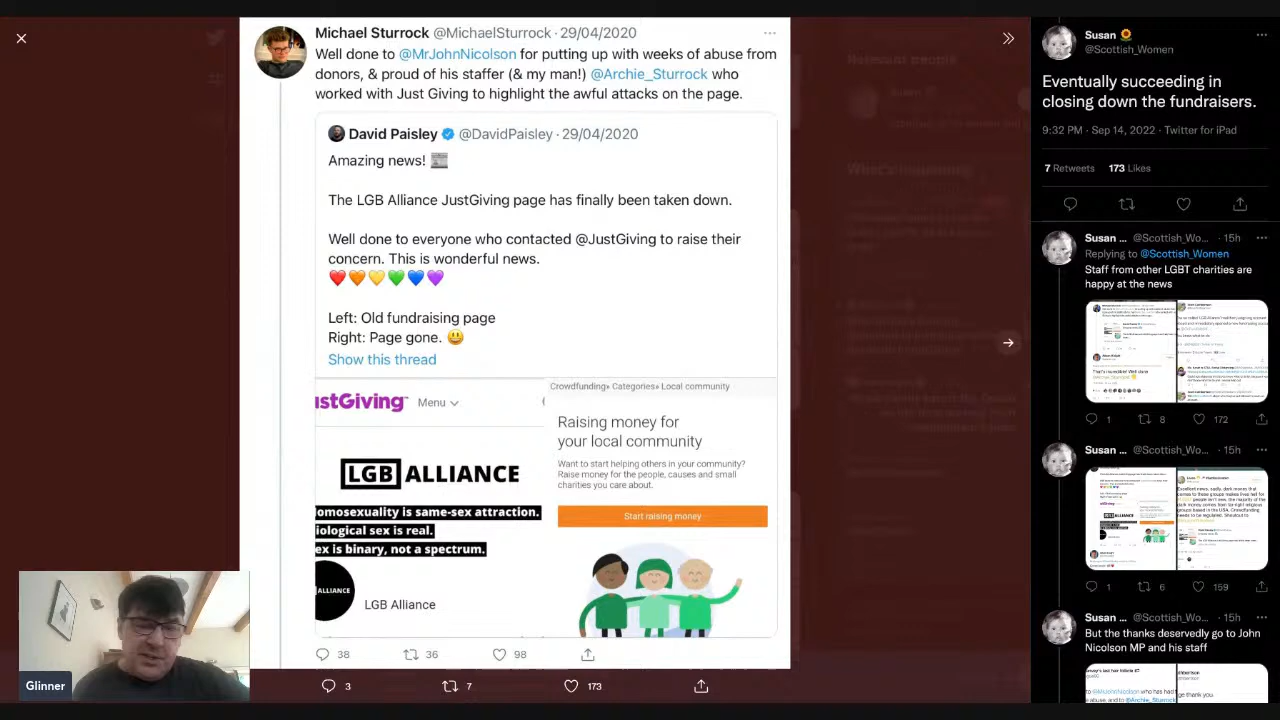 Michael Sturrock @MichaelSturrock · 29/04/2020
Well done to @MrJohnNicolson for putting up with weeks of abuse from
donors, & proud of his staffer (& my man!) @Archie_Sturrock who
worked with Just Giving to highlight the awful attacks on the page.
David Paisley @DavidPaisley · 29/04/2020
Amazing news!
The LGB Alliance JustGiving page has finally been taken down.
Well done to everyone who contacted @JustGiving to raise their
concern. This is wonderful news.
❤️🧡💛💚💙💜
Left: Old fundraising page
Right: Page gone.
Show this thread
ustGiving
Crowdfunding› Categories› Local community
Raising money for
your local community
Want to start helping others in your community?
Raise money for the people, causes and small
charities you care about.
Start raising money
LGB ALLIANCE
omosexuality is same-sex attraction.
iological sex is real.
ex is binary, not a spectrum.
ALLIANCE
LGB Alliance
38 36 98
3 7 173
Glinner
Susan 🌻
@Scottish_Women
Eventually succeeding in
closing down the fundraisers.
9:32 PM · Sep 14, 2022 · Twitter for iPad
7 Retweets 173 Likes
Susan ... @Scottish_Wo... · 15h
Replying to @Scottish_Women
Staff from other LGBT charities are
happy at the news
1 8 172
Susan ... @Scottish_Wo... · 15h
1 6 159
Susan ... @Scottish_Wo... · 15h
But the thanks deservedly go to John
Nicolson MP and his staff